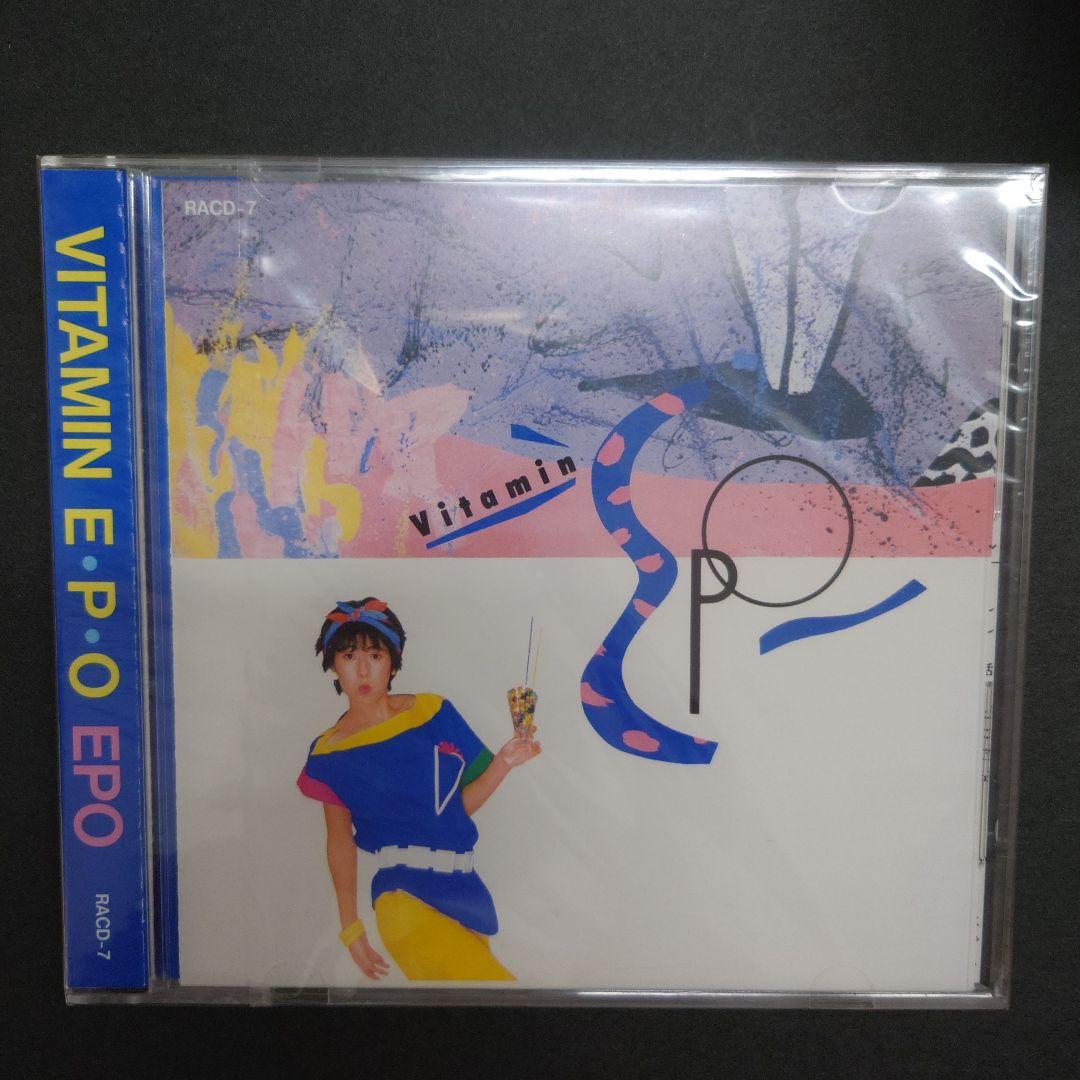 VITAMIN E・P・O EPO
RACD-7
RACD-7
Vitamin
EPO